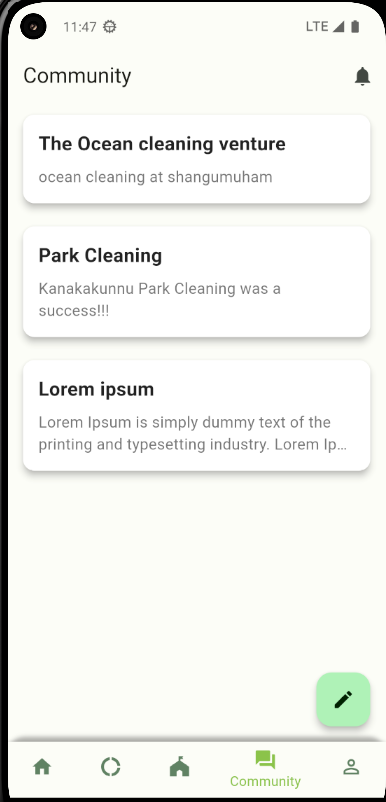 11:47 LTE
Community
The Ocean cleaning venture
ocean cleaning at shangumuham
Park Cleaning
Kanakakunnu Park Cleaning was a
success!!!
Lorem ipsum
Lorem Ipsum is simply dummy text of the
printing and typesetting industry. Lorem Ip...
Community